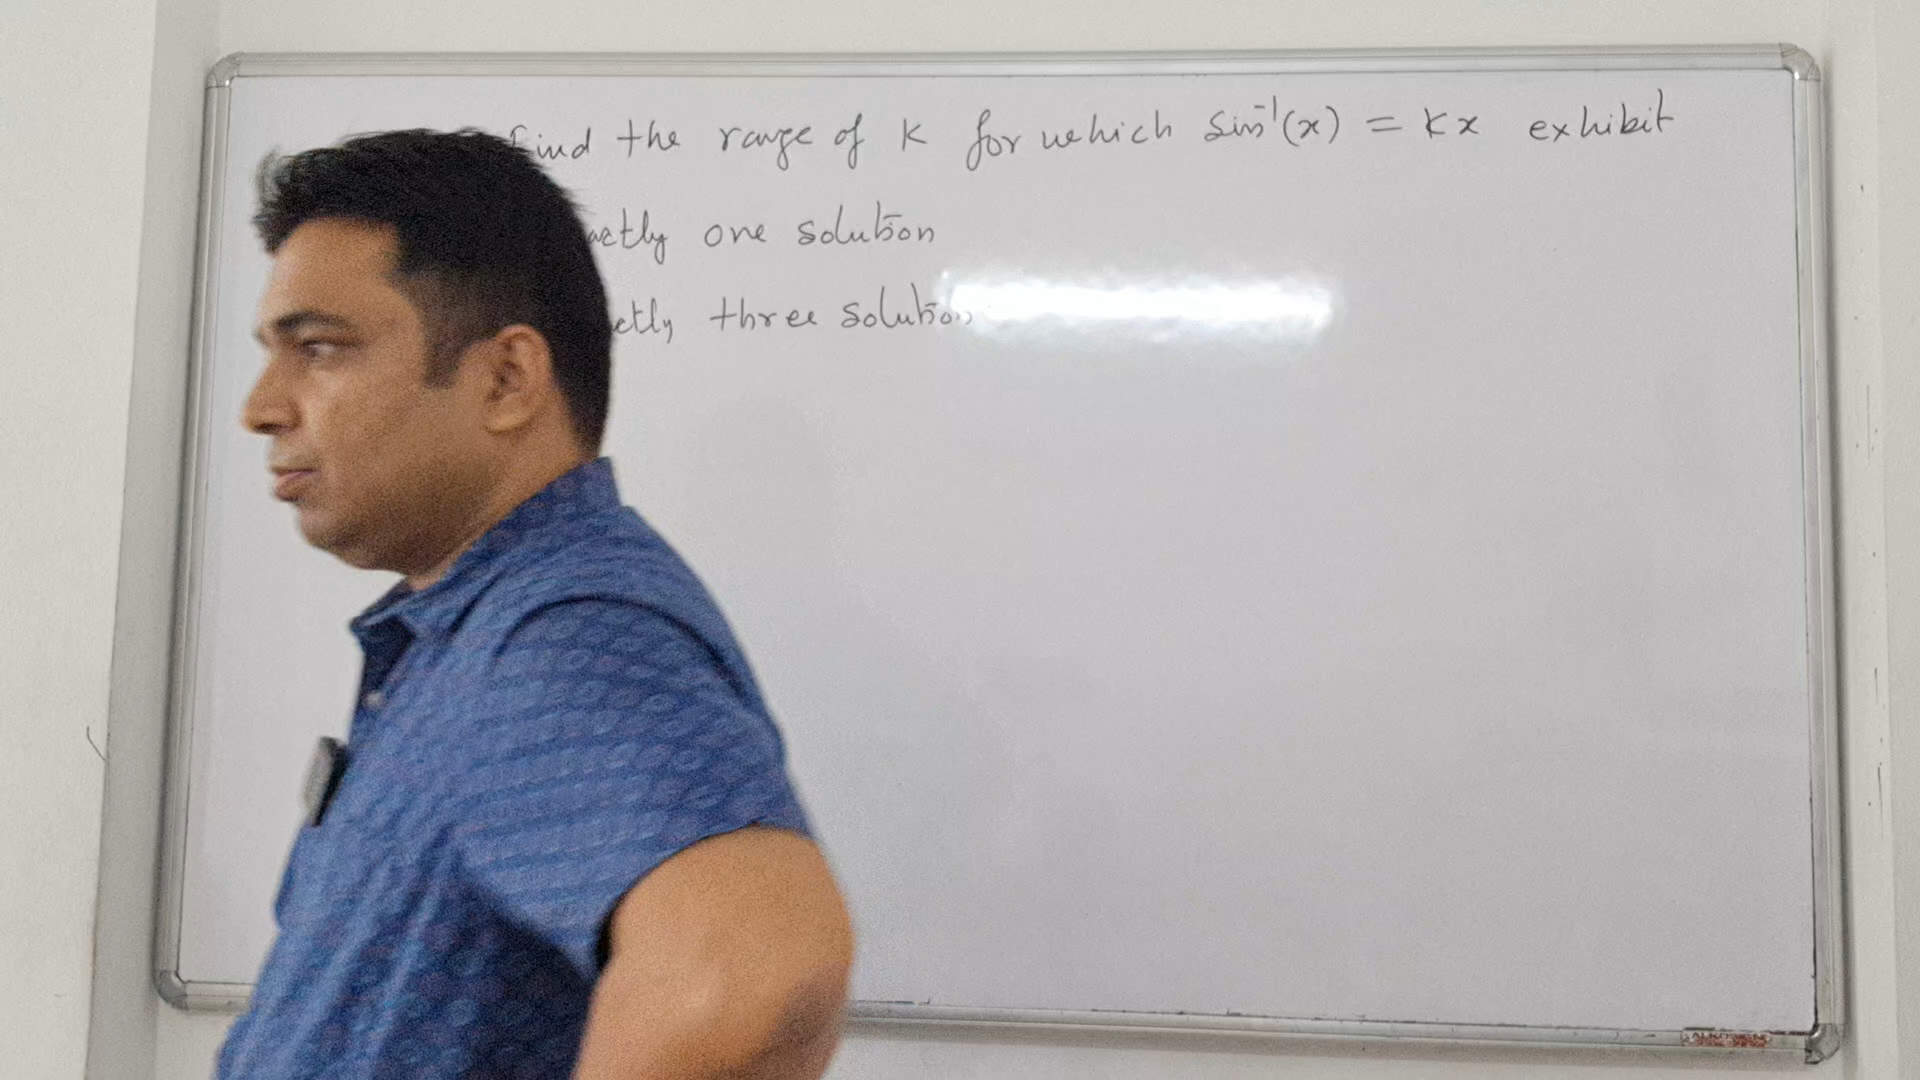 find the range of K for which Sin⁻¹(x) = Kx exhibit
actly one solution
ctly three solution